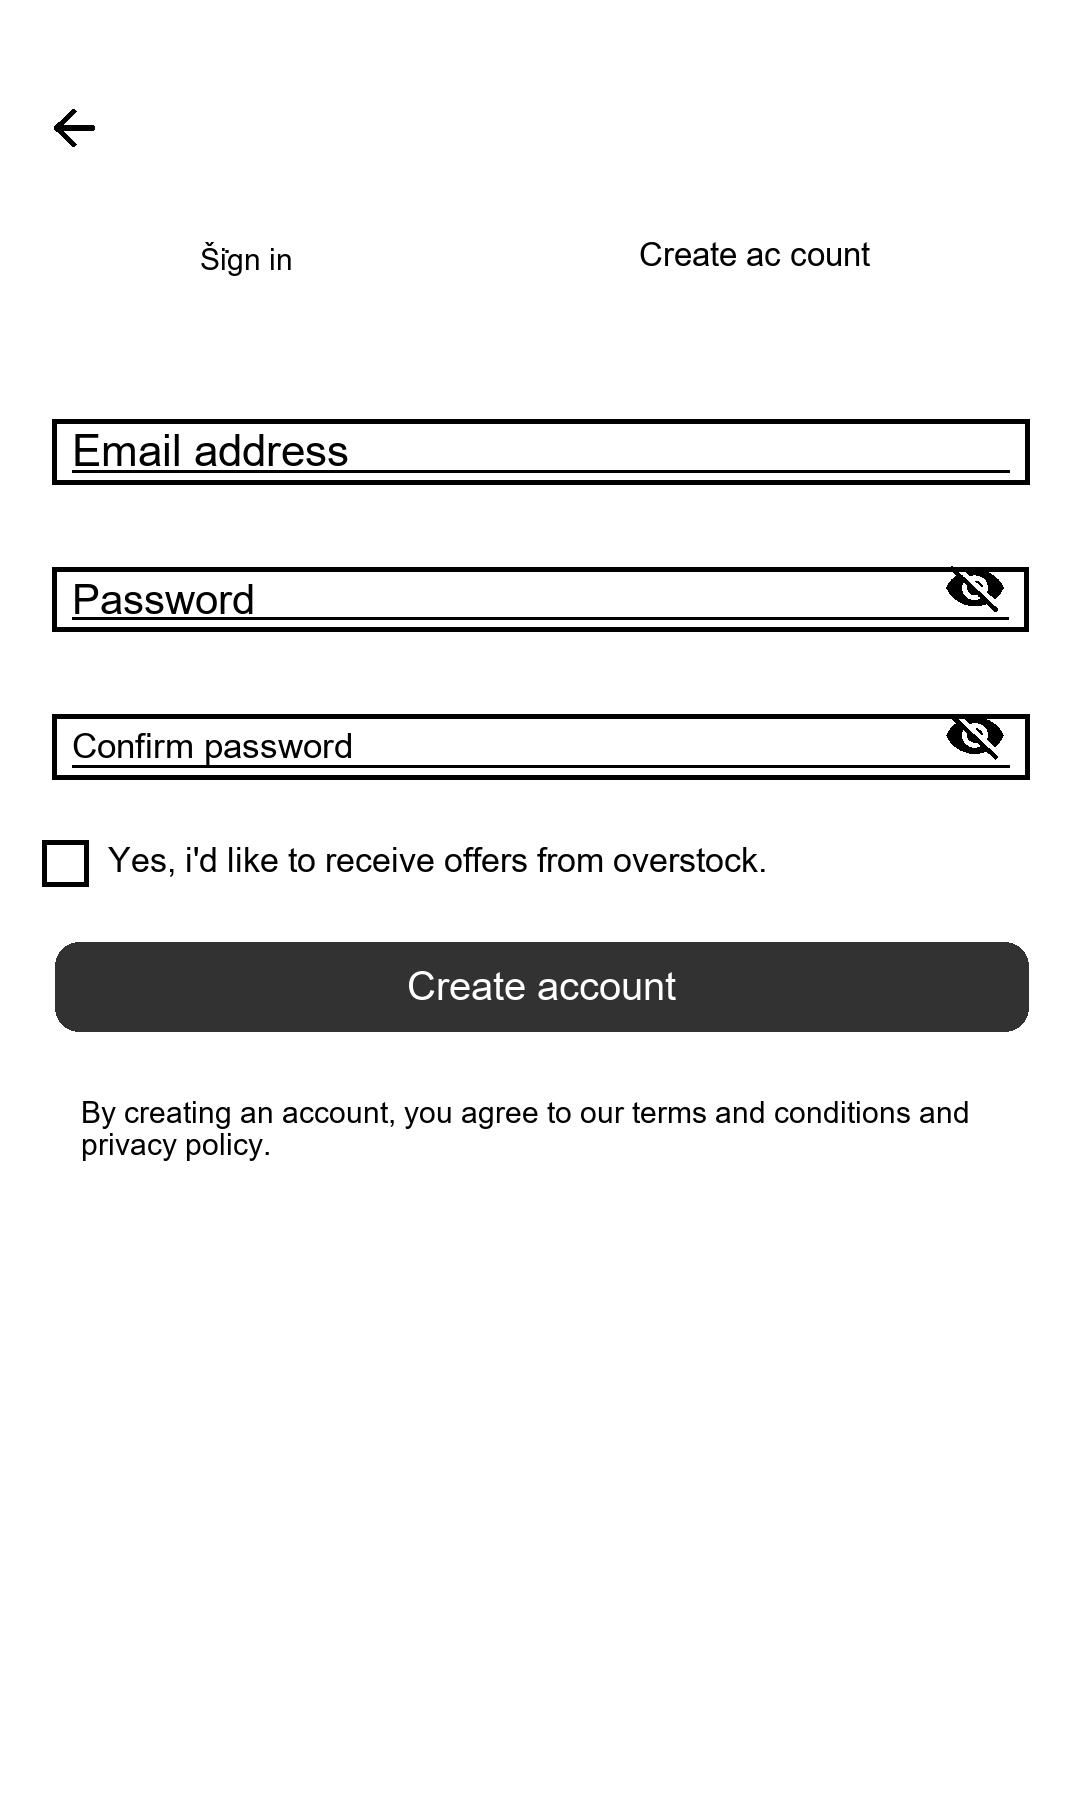 Šïgn in
Create ac count
Email address
Password
Confirm password
Yes, i'd like to receive offers from overstock.
Create account
By creating an account, you agree to our terms and conditions and
privacy policy.